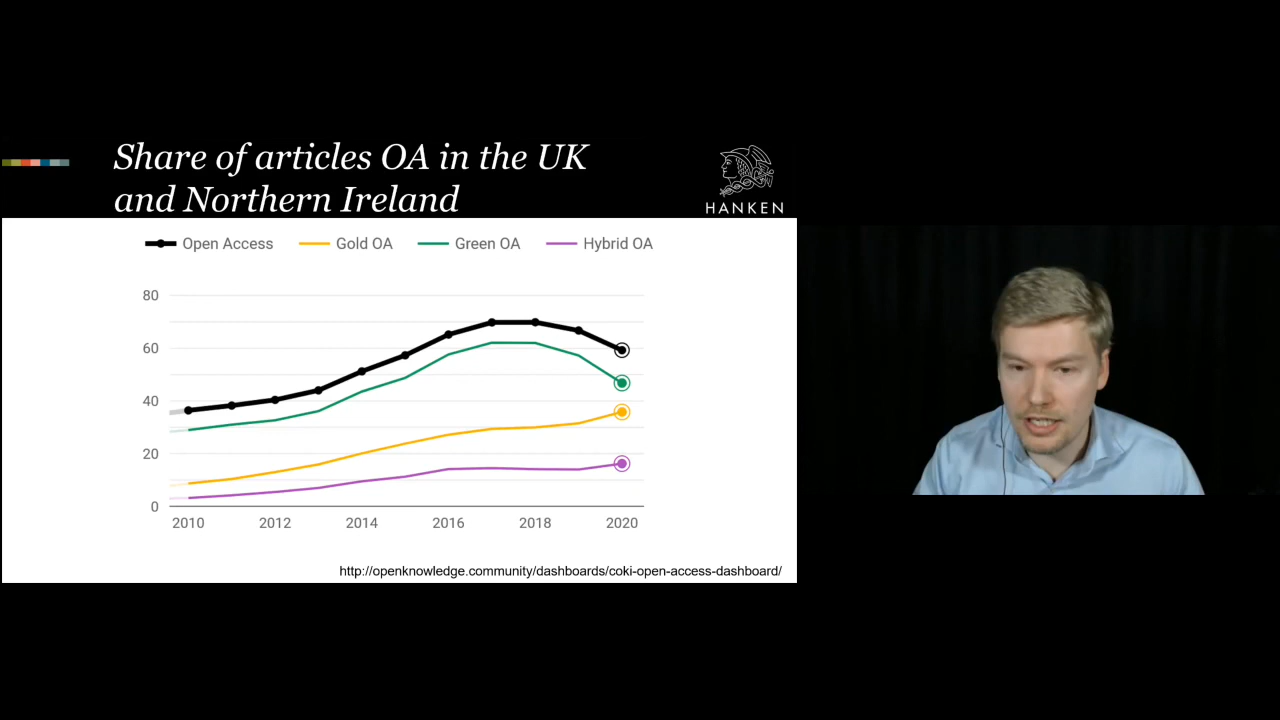 Share of articles OA in the UK
and Northern Ireland
HANKEN
Open Access Gold OA Green OA Hybrid OA
80
60
40
20
0
2010 2012 2014 2016 2018 2020
http://openknowledge.community/dashboards/coki-open-access-dashboard/